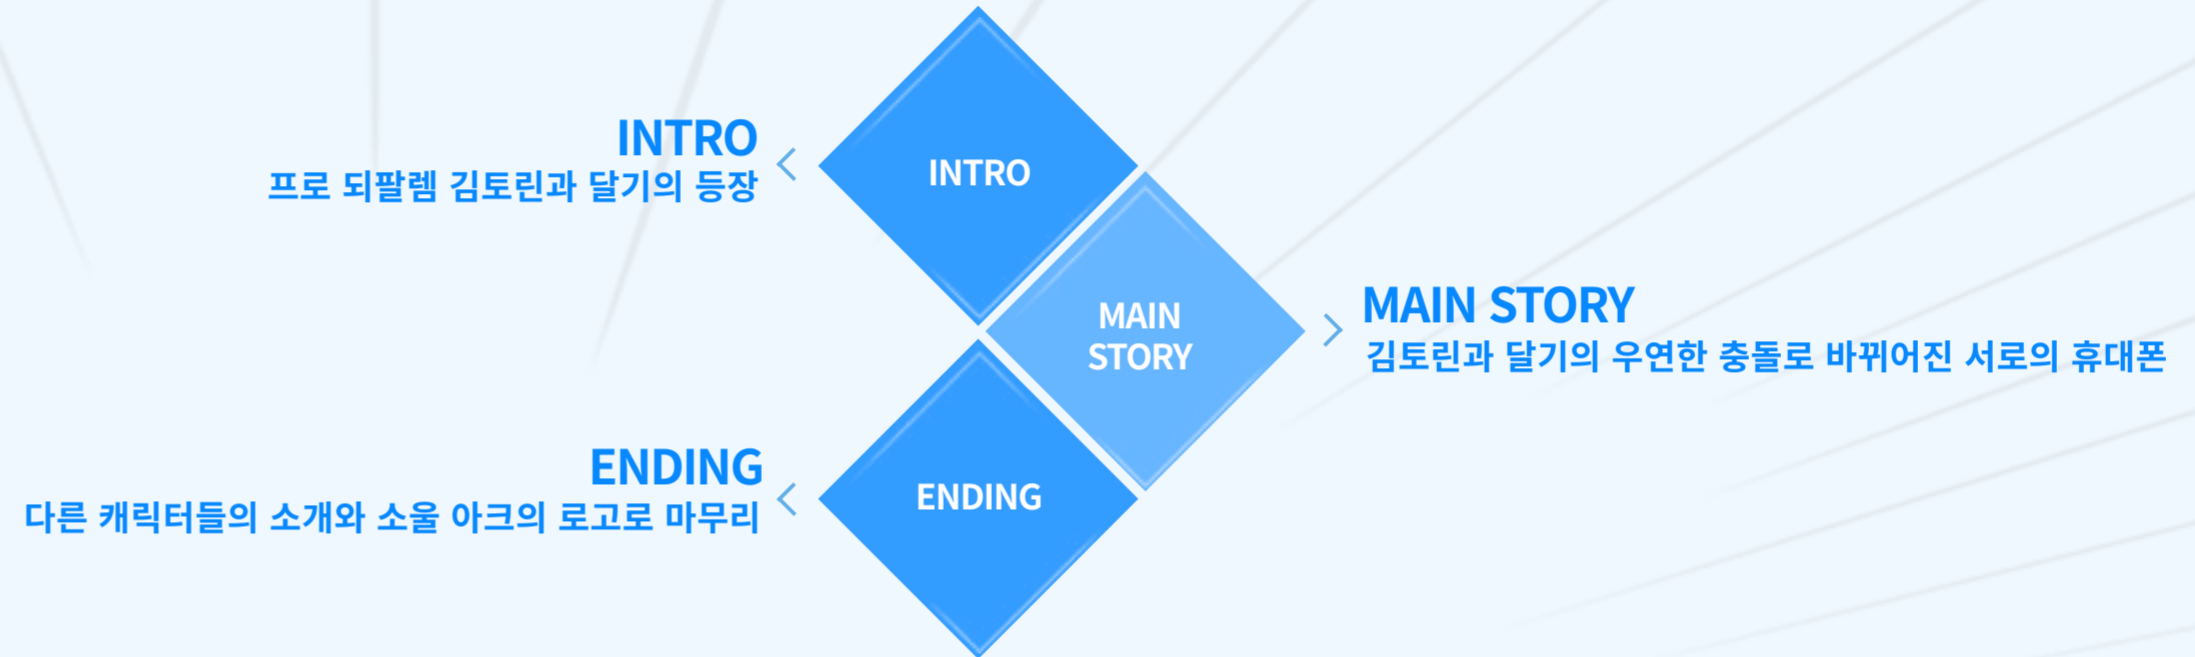 INTRO
프로 되팔렘 김토린과 달기의 등장
INTRO
MAIN
STORY
MAIN STORY
김토린과 달기의 우연한 충돌로 바뀌어진 서로의 휴대폰
ENDING
다른 캐릭터들의 소개와 소울 아크의 로고로 마무리
ENDING